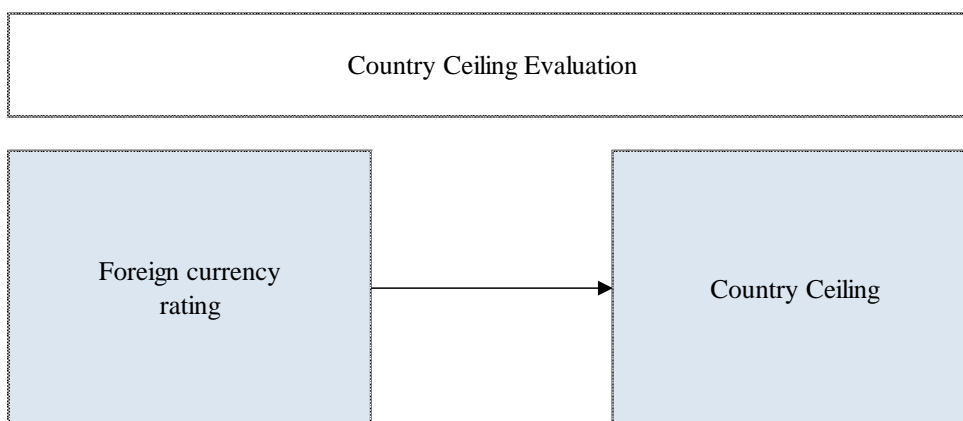 Country Ceiling Evaluation
Foreign currency
rating
Country Ceiling